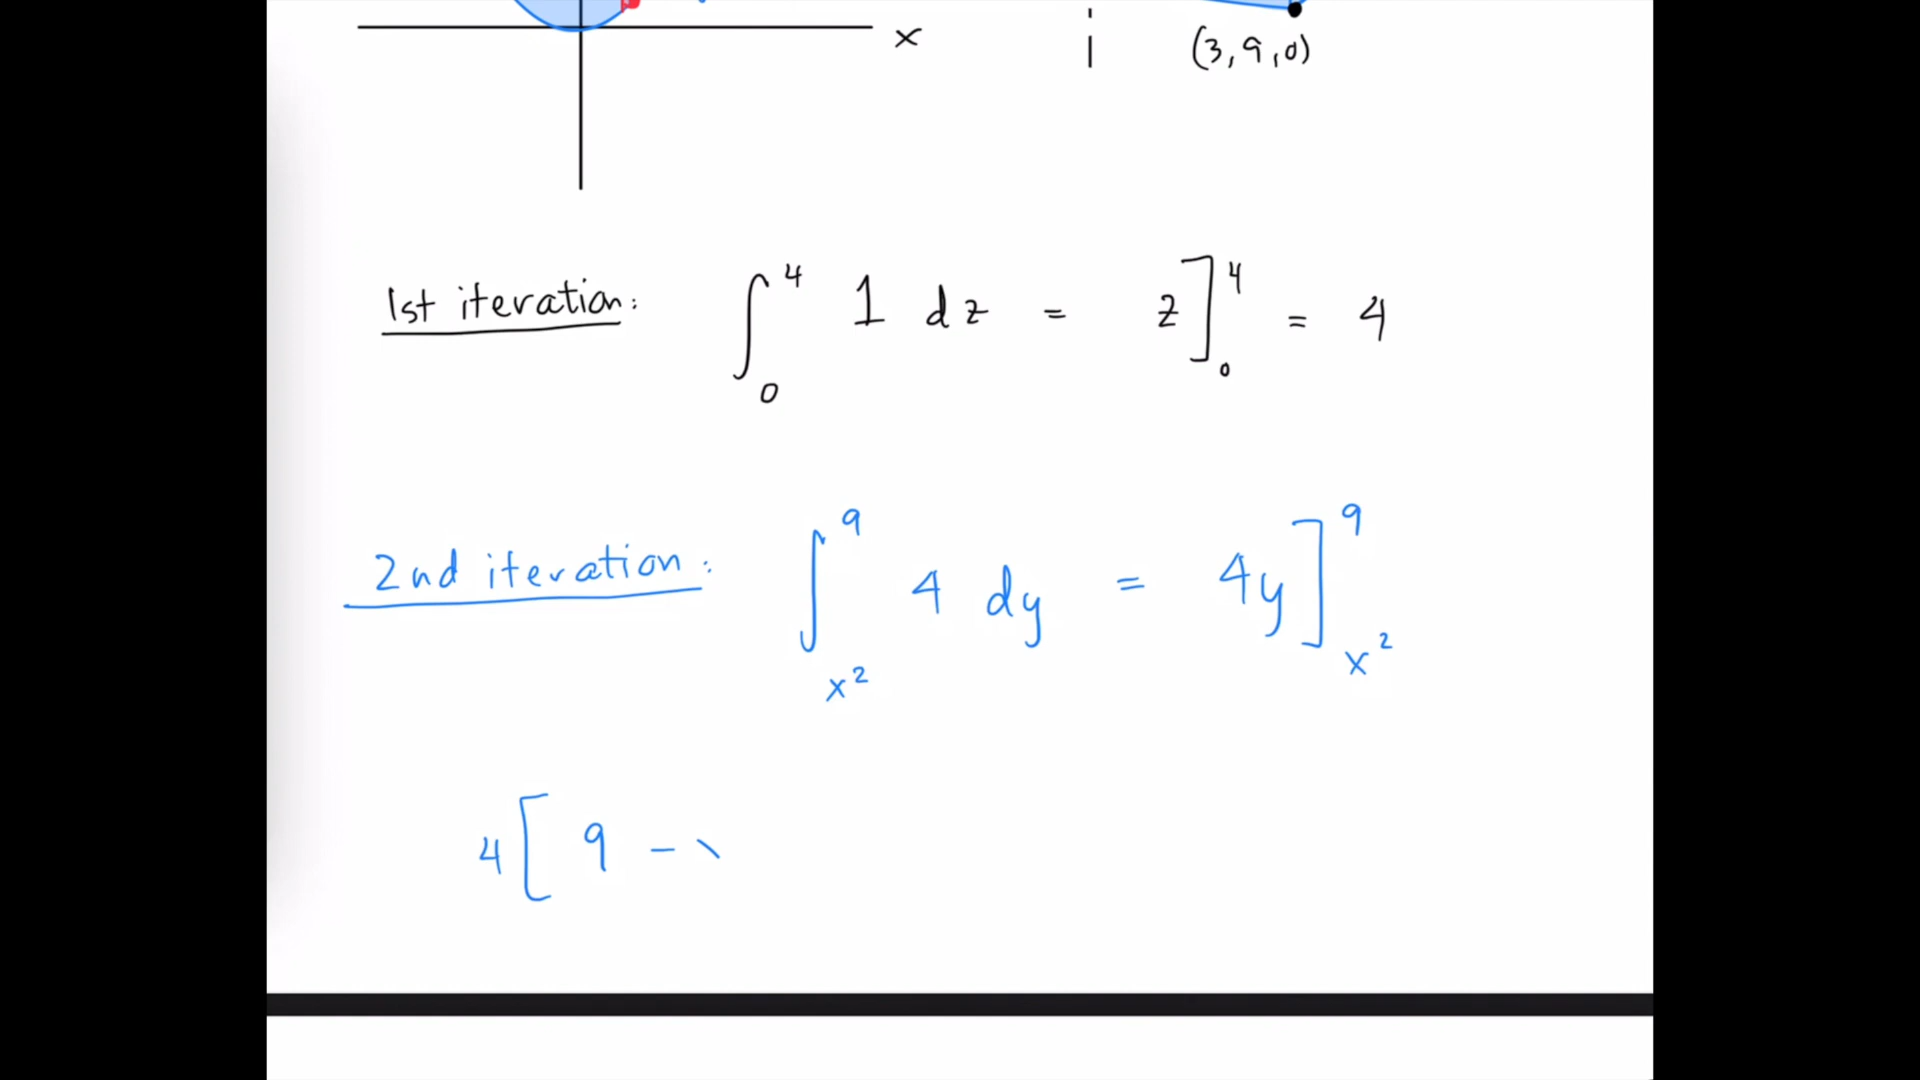 x
(3,9,0)
1st iteration: ∫₀⁴ 1 dz = z]₀⁴ = 4
2nd iteration: ∫ₓ²⁹ 4 dy = 4y]ₓ²⁹
4[ 9 -